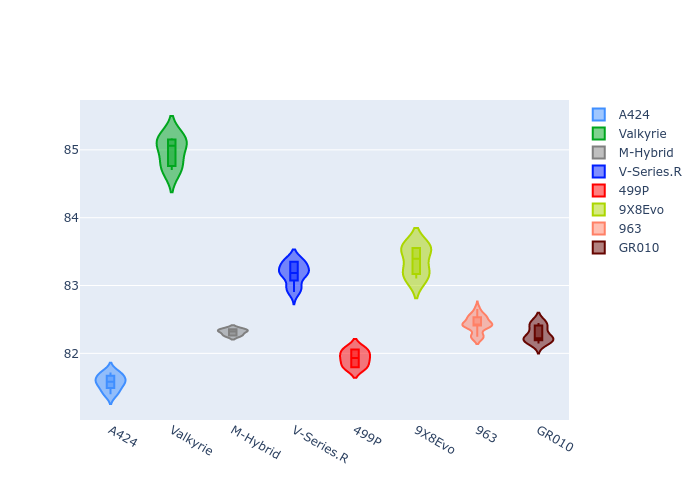 85
84
83
82
A424
Valkyrie
M-Hybrid
V-Series.R
499P
9X8Evo
963
GR010
A424
Valkyrie
M-Hybrid
V-Series.R
499P
9X8Evo
963
GR010